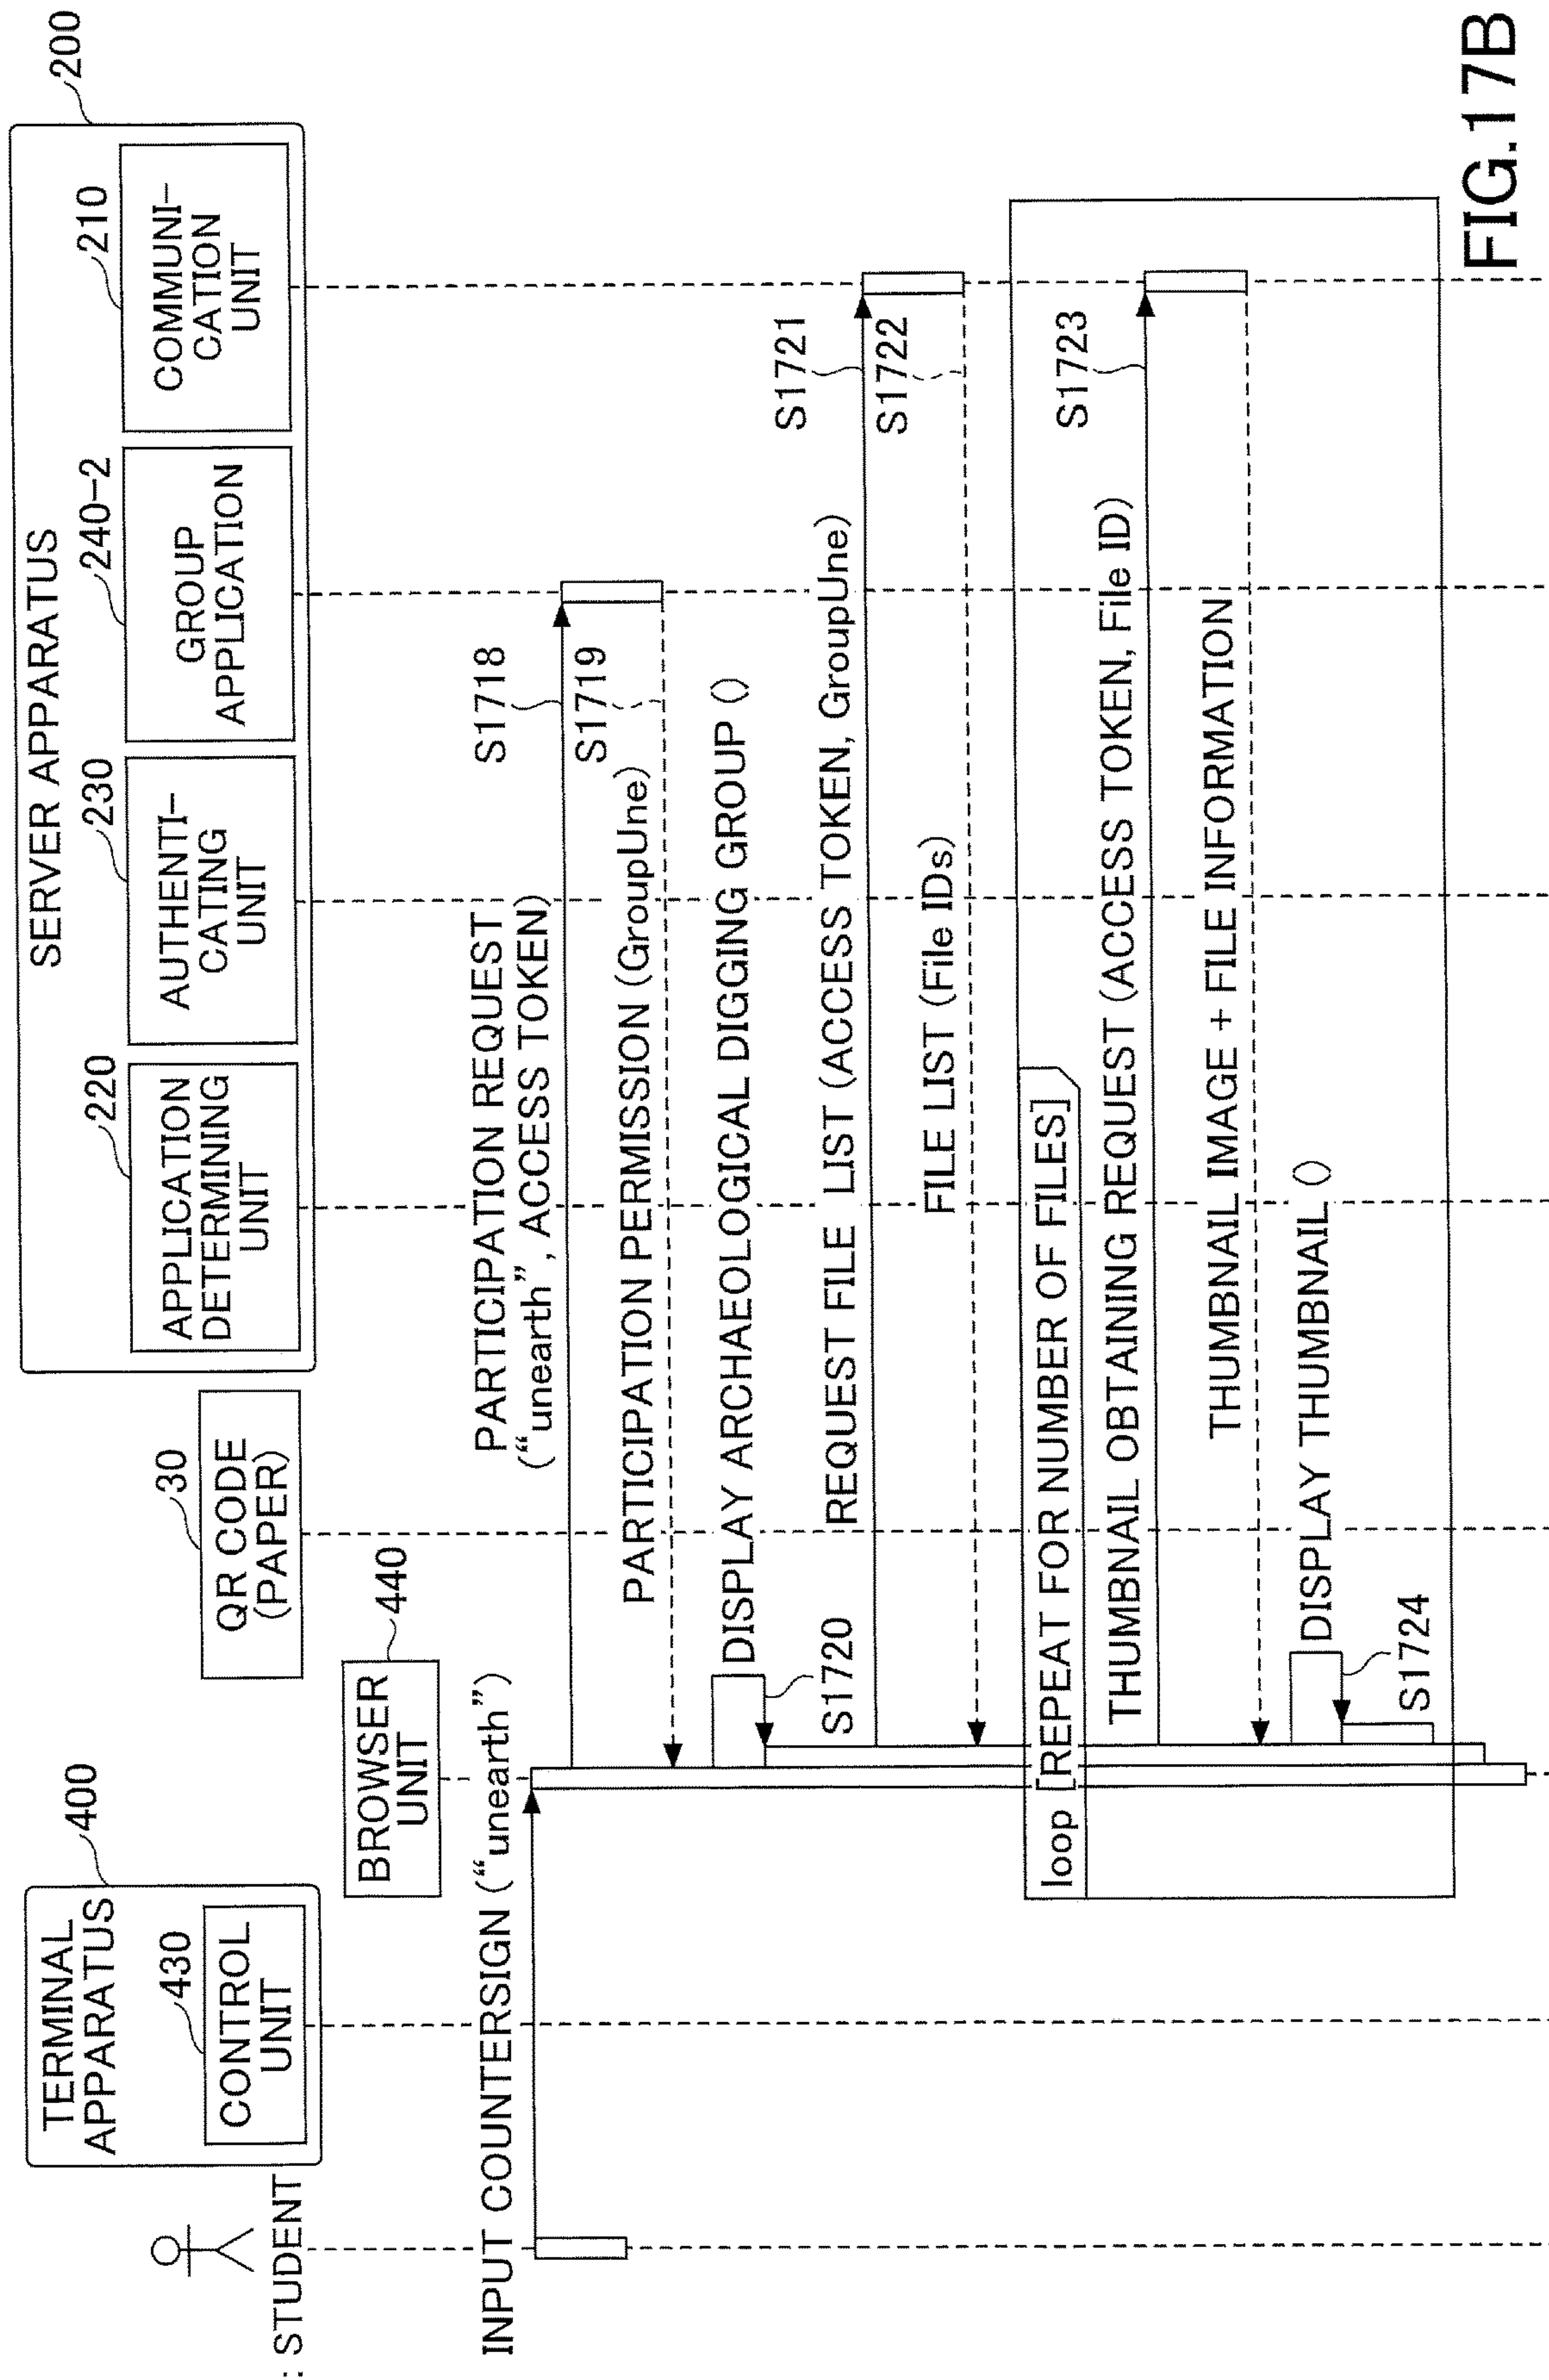 SERVER APPARATUS
200
TERMINAL
APPARATUS
400
: STUDENT
430
CONTROL
UNIT
BROWSER
UNIT
440
30
QR CODE
(PAPER)
220
APPLICATION
DETERMINING
UNIT
230
AUTHENTI-
CATING
UNIT
240-2
GROUP
APPLICATION
210
COMMUNI-
CATION
UNIT
INPUT COUNTERSIGN (“unearth”)
PARTICIPATION REQUEST
(“unearth”, ACCESS TOKEN)
S1718
PARTICIPATION PERMISSION (GroupUne)
S1719
DISPLAY ARCHAEOLOGICAL DIGGING GROUP ()
S1720
REQUEST FILE LIST (ACCESS TOKEN, GroupUne)
S1721
FILE LIST (File IDs)
S1722
loop [REPEAT FOR NUMBER OF FILES]
THUMBNAIL OBTAINING REQUEST (ACCESS TOKEN, File ID)
S1723
THUMBNAIL IMAGE + FILE INFORMATION
DISPLAY THUMBNAIL ()
S1724
FIG.17B